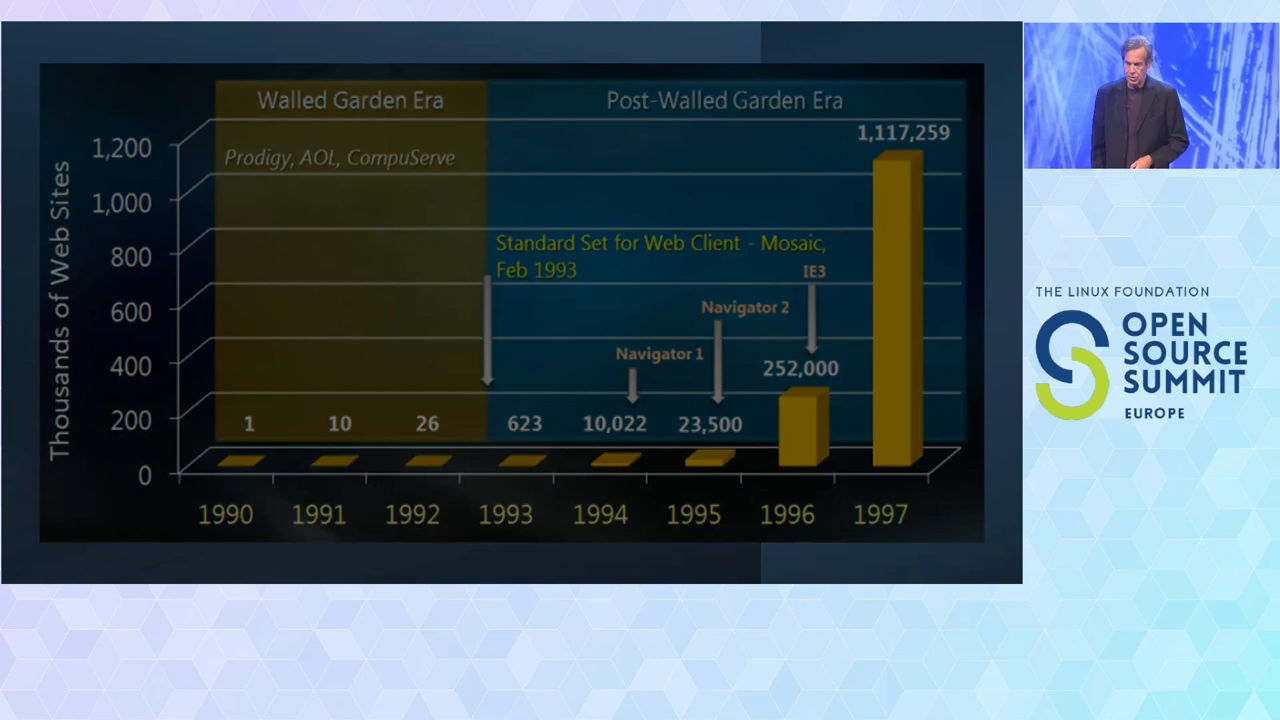 Walled Garden Era
Post-Walled Garden Era
Prodigy, AOL, CompuServe
Thousands of Web Sites
1,200
1,000
800
600
400
200
0
Standard Set for Web Client - Mosaic,
Feb 1993
Navigator 1
Navigator 2
IE3
1
10
26
623
10,022
23,500
252,000
1,117,259
1990
1991
1992
1993
1994
1995
1996
1997
THE LINUX FOUNDATION
OPEN
SOURCE
SUMMIT
EUROPE